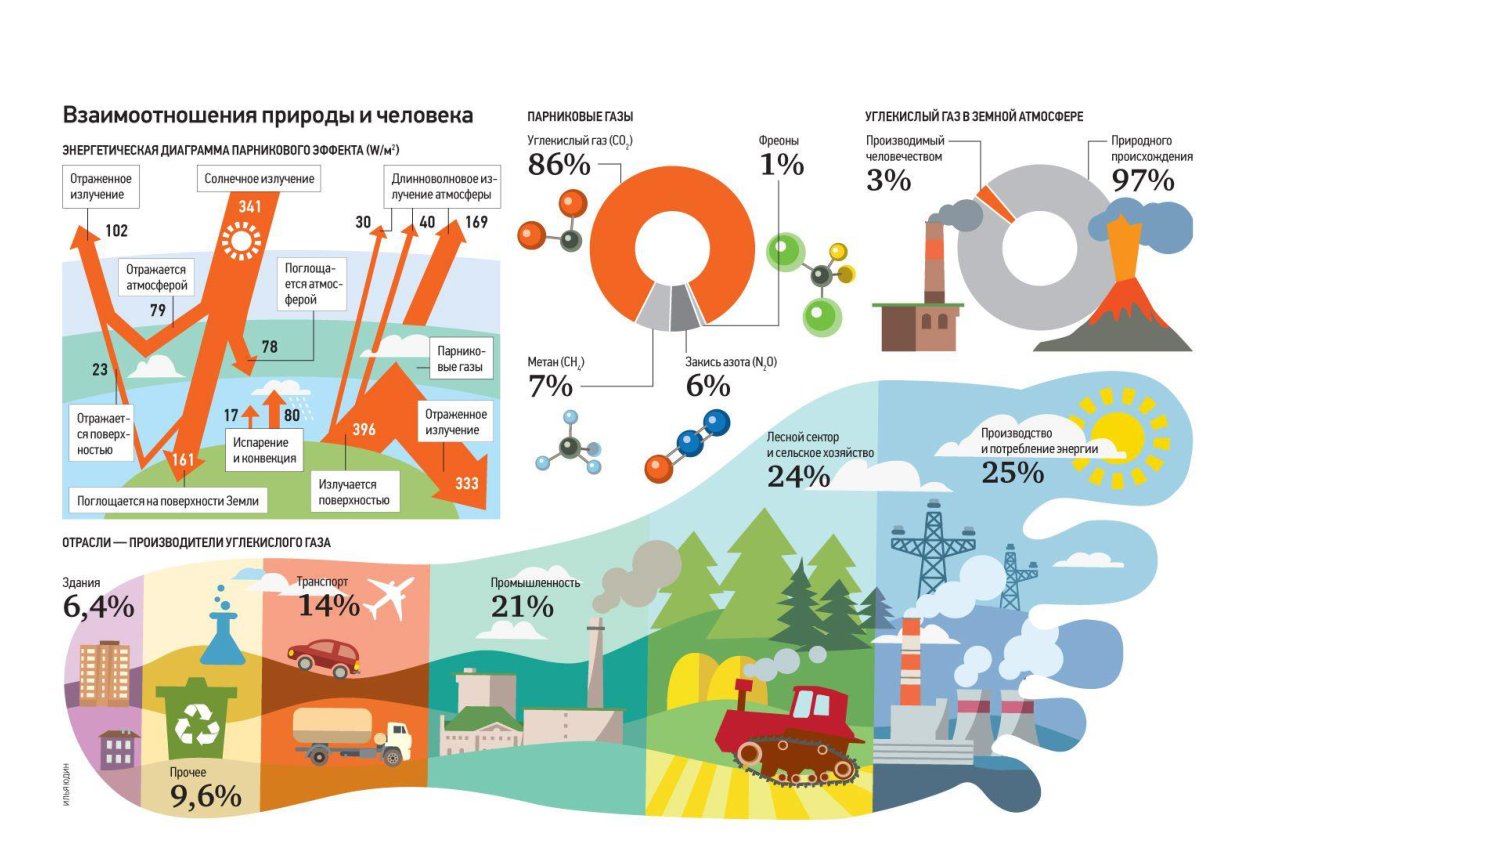 Взаимоотношения природы и человека
ЭНЕРГЕТИЧЕСКАЯ ДИАГРАММА ПАРНИКОВОГО ЭФФЕКТА (W/м²)
Отраженное
излучение
102
Солнечное излучение
341
Длинноволновое из-
лучение атмосферы
30
40
169
Отражается
атмосферой
79
Поглоща-
ется атмос-
ферой
78
23
Парнико-
вые газы
Отражает-
ся поверх-
ностью
17
80
Испарение
и конвекция
396
Отраженное
излучение
161
333
Излучается
поверхностью
Поглощается на поверхности Земли
ПАРНИКОВЫЕ ГАЗЫ
Углекислый газ (CO₂)
86%
Фреоны
1%
Метан (CH₄)
7%
Закись азота (N₂O)
6%
УГЛЕКИСЛЫЙ ГАЗ В ЗЕМНОЙ АТМОСФЕРЕ
Производимый
человечеством
3%
Природного
происхождения
97%
ОТРАСЛИ — ПРОИЗВОДИТЕЛИ УГЛЕКИСЛОГО ГАЗА
Здания
6,4%
Прочее
9,6%
Транспорт
14%
Промышленность
21%
Лесной сектор
и сельское хозяйство
24%
Производство
и потребление энергии
25%
ИЛЬЯ ЮДИН